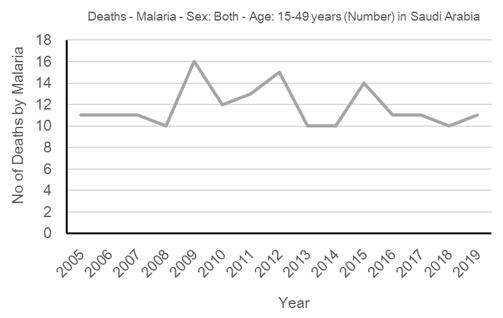 Deaths - Malaria - Sex: Both - Age: 15-49 years (Number) in Saudi Arabia
No of Deaths by Malaria
18
16
14
12
10
8
6
4
2
0
2005 2006 2007 2008 2009 2010 2011 2012 2013 2014 2015 2016 2017 2018 2019
Year